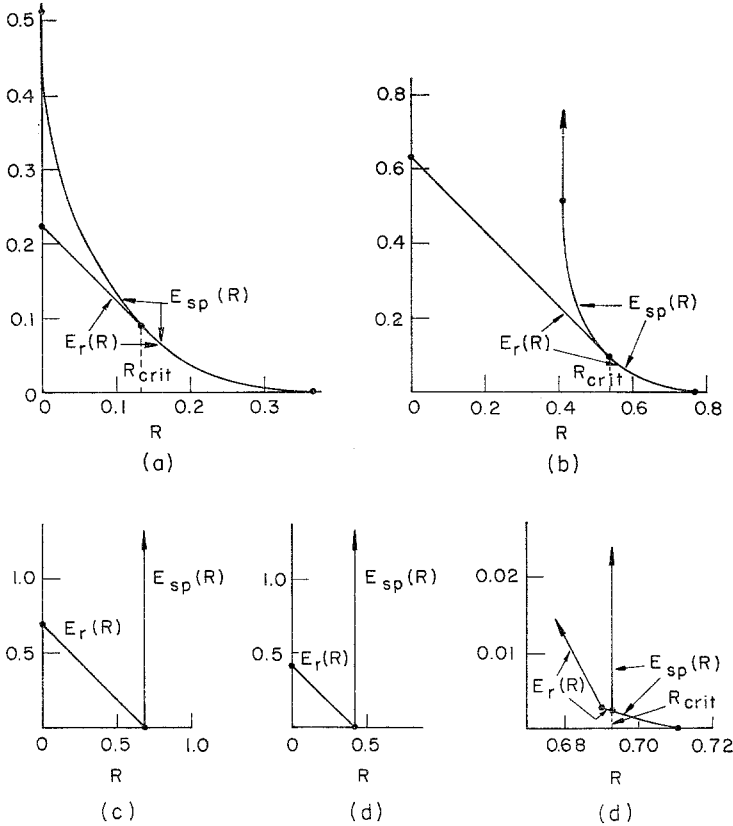 0.5
0.4
0.3
0.2
0.1
0
E_sp(R)
E_r(R)
R_crit
0 0.1 0.2 0.3
R
(a)
0.8
0.6
0.4
0.2
E_sp(R)
E_r(R)
R_crit
0 0.2 0.4 0.6 0.8
R
(b)
1.0
0.5
E_sp(R)
E_r(R)
0 0.5 1.0
R
(c)
1.0
0.5
E_sp(R)
E_r(R)
0 0.5
R
(d)
0.02
0.01
E_sp(R)
E_r(R)
R_crit
0.68 0.70 0.72
R
(d)